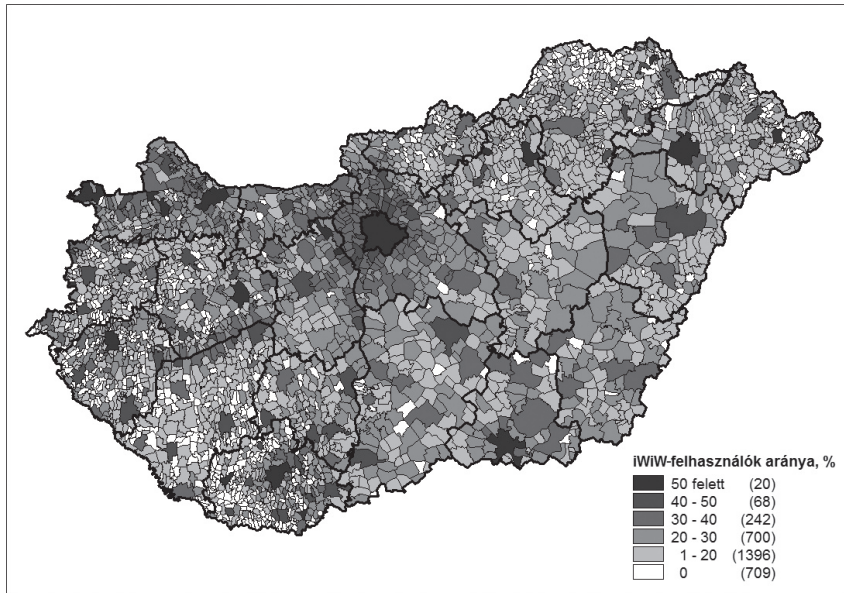 iWiW-felhasználók aránya, %
50 felett (20)
40 - 50 (68)
30 - 40 (242)
20 - 30 (700)
1 - 20 (1396)
0 (709)